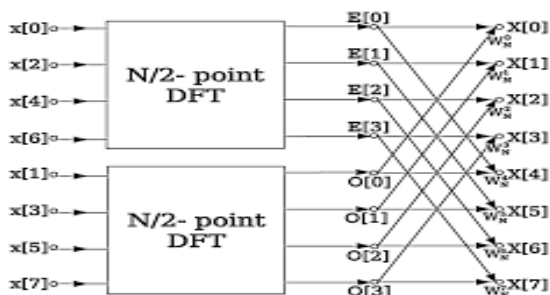 x[0]
x[2]
x[4]
x[6]
x[1]
x[3]
x[5]
x[7]
N/2- point
DFT
N/2- point
DFT
E[0]
E[1]
E[2]
E[3]
O[0]
O[1]
O[2]
O[3]
X[0]
X[1]
X[2]
X[3]
X[4]
X[5]
X[6]
X[7]